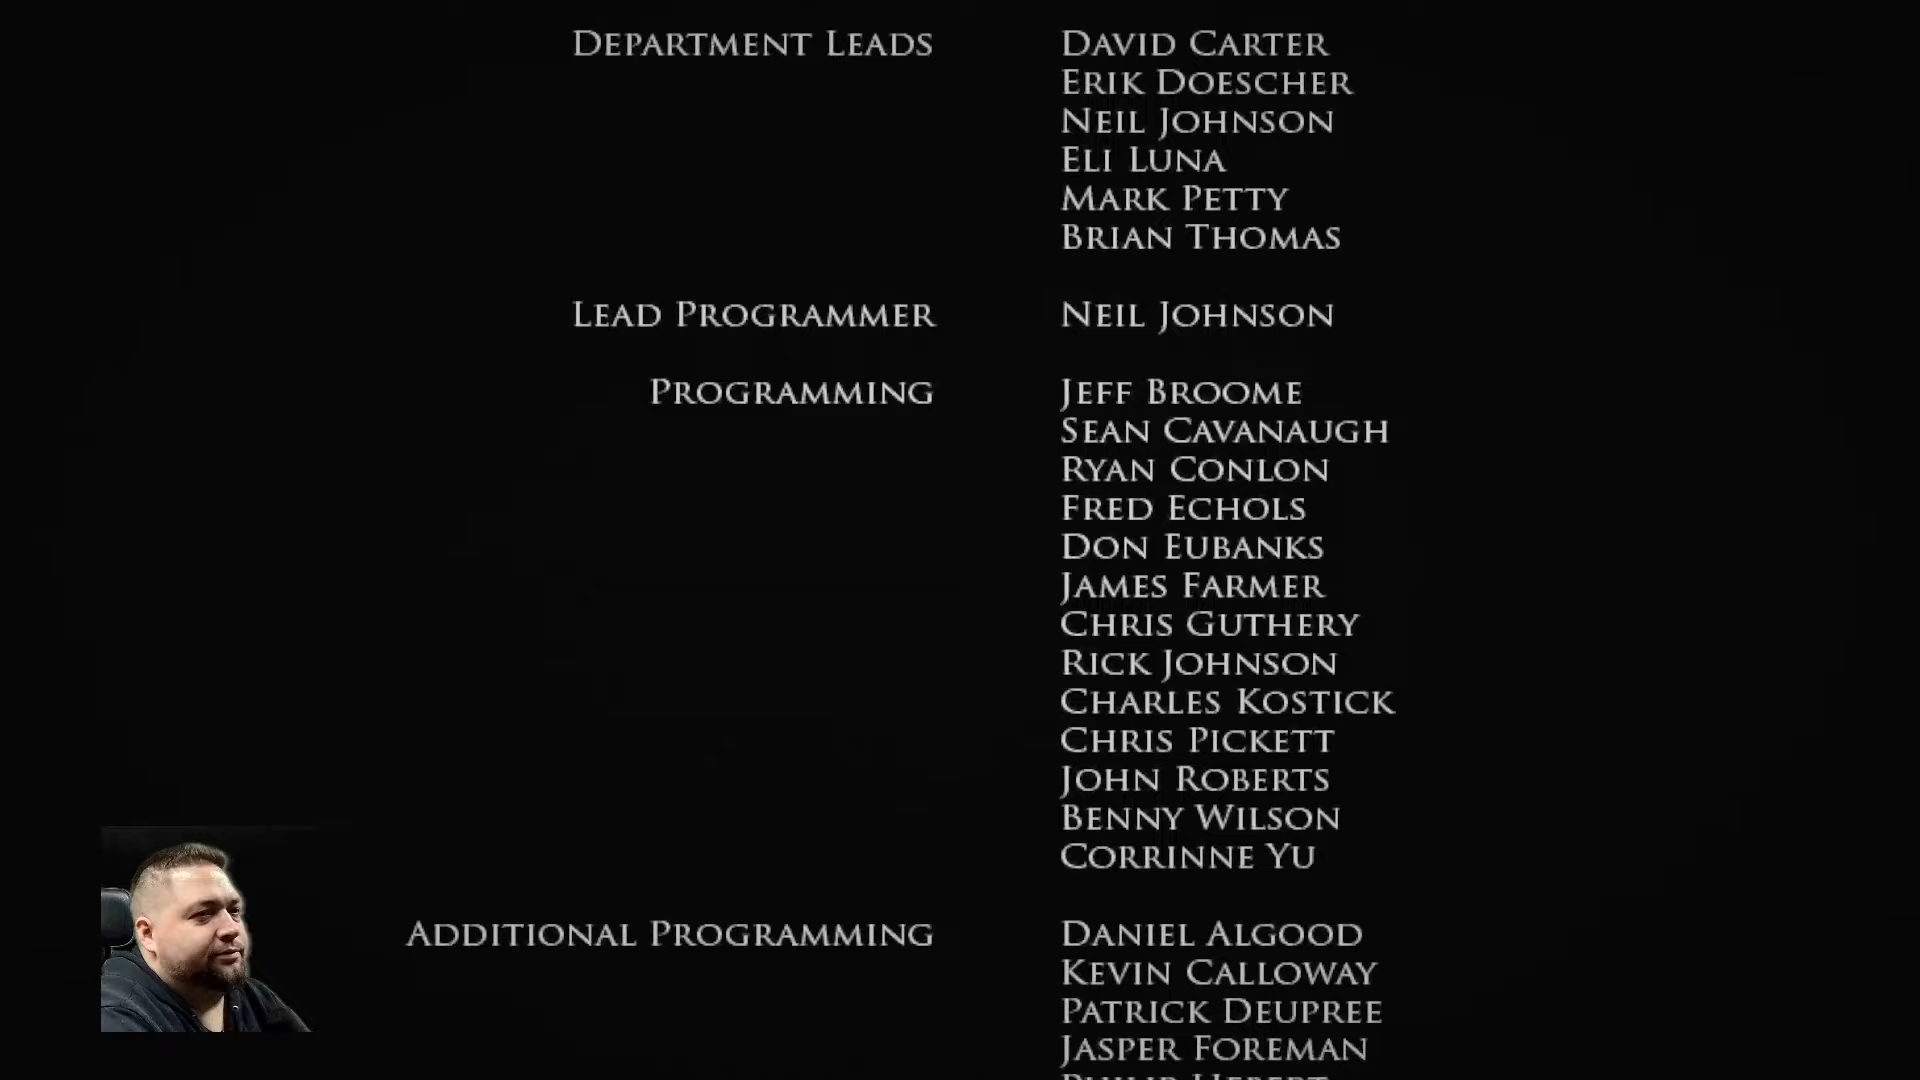 DEPARTMENT LEADS DAVID CARTER
ERIK DOESCHER
NEIL JOHNSON
ELI LUNA
MARK PETTY
BRIAN THOMAS
LEAD PROGRAMMER NEIL JOHNSON
PROGRAMMING JEFF BROOME
SEAN CAVANAUGH
RYAN CONLON
FRED ECHOLS
DON EUBANKS
JAMES FARMER
CHRIS GUTHERY
RICK JOHNSON
CHARLES KOSTICK
CHRIS PICKETT
JOHN ROBERTS
BENNY WILSON
CORRINNE YU
ADDITIONAL PROGRAMMING DANIEL ALGOOD
KEVIN CALLOWAY
PATRICK DEUPREE
JASPER FOREMAN